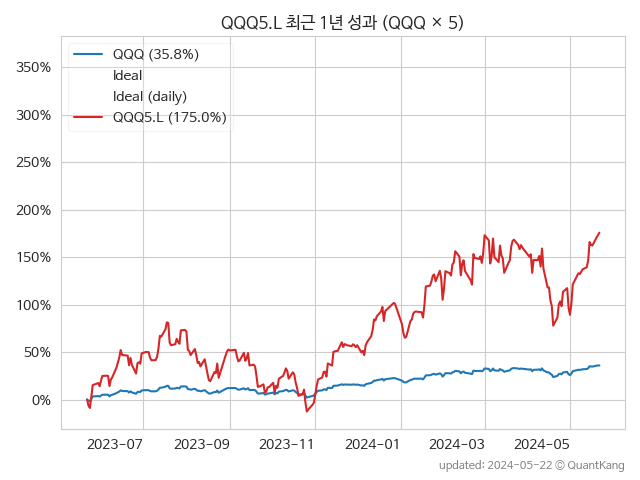 QQQ5.L 최근 1년 성과 (QQQ × 5)
QQQ (35.8%)
Ideal
Ideal (daily)
QQQ5.L (175.0%)
350%
300%
250%
200%
150%
100%
50%
0%
2023-07
2023-09
2023-11
2024-01
2024-03
2024-05
updated: 2024-05-22 © QuantKang